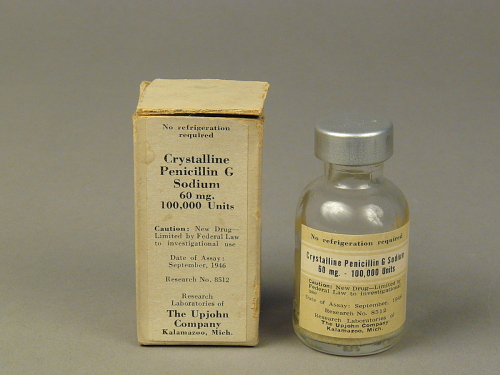 No refrigeration
required
Crystalline
Penicillin G
Sodium
60 mg.
100,000 Units
Caution: New Drug—
Limited by Federal Law
to investigational use
Date of Assay:
September, 1946
Research No. 8512
Research
Laboratories of
The Upjohn
Company
Kalamazoo, Mich.
No refrigeration required
Crystalline Penicillin G Sodium
60 mg. - 100,000 Units
Caution: New Drug—Limited by
Federal Law to investigational
use
Date of Assay: September, 1946
Research No. 8512
Research Laboratories of
The Upjohn Company
Kalamazoo, Mich.